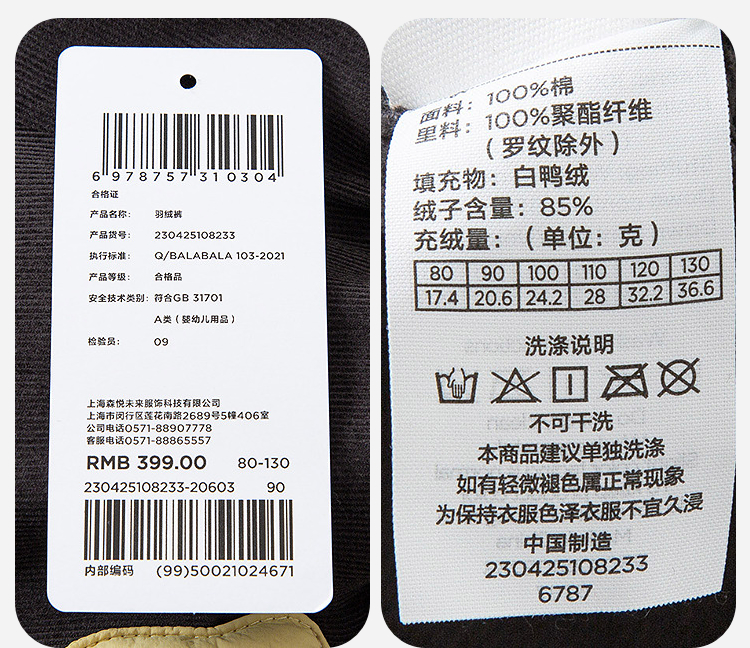 6 978757 310304
合格证
产品名称: 羽绒裤
产品货号: 230425108233
执行标准: Q/BALABALA 103-2021
产品等级: 合格品
安全技术类别: 符合GB 31701
A类（婴幼儿用品）
检验员: 09
上海森悦未来服饰科技有限公司
上海市闵行区莲花南路2689号5幢406室
公司电话0571-88907778
客服电话0571-88865557
RMB 399.00 80-130
230425108233-20603 90
内部编码 (99)50021024671
面料: 100%棉
里料: 100%聚酯纤维
（罗纹除外）
填充物: 白鸭绒
绒子含量: 85%
充绒量:（单位: 克）
80 90 100 110 120 130
17.4 20.6 24.2 28 32.2 36.6
洗涤说明
不可干洗
本商品建议单独洗涤
如有轻微褪色属正常现象
为保持衣服色泽衣服不宜久浸
中国制造
230425108233
6787